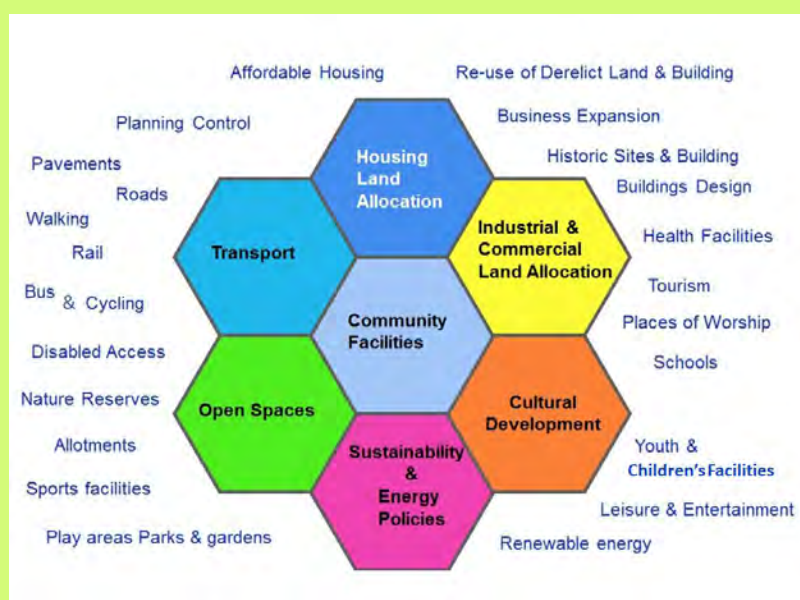 Affordable Housing
Re-use of Derelict Land & Building
Planning Control
Business Expansion
Pavements
Housing
Land
Allocation
Historic Sites & Building
Roads
Buildings Design
Walking
Industrial &
Commercial
Land Allocation
Health Facilities
Rail
Transport
Bus
& Cycling
Tourism
Community
Facilities
Places of Worship
Disabled Access
Schools
Nature Reserves
Open Spaces
Cultural
Development
Allotments
Sustainability
&
Energy
Policies
Youth &
Children's Facilities
Sports facilities
Leisure & Entertainment
Play areas Parks & gardens
Renewable energy